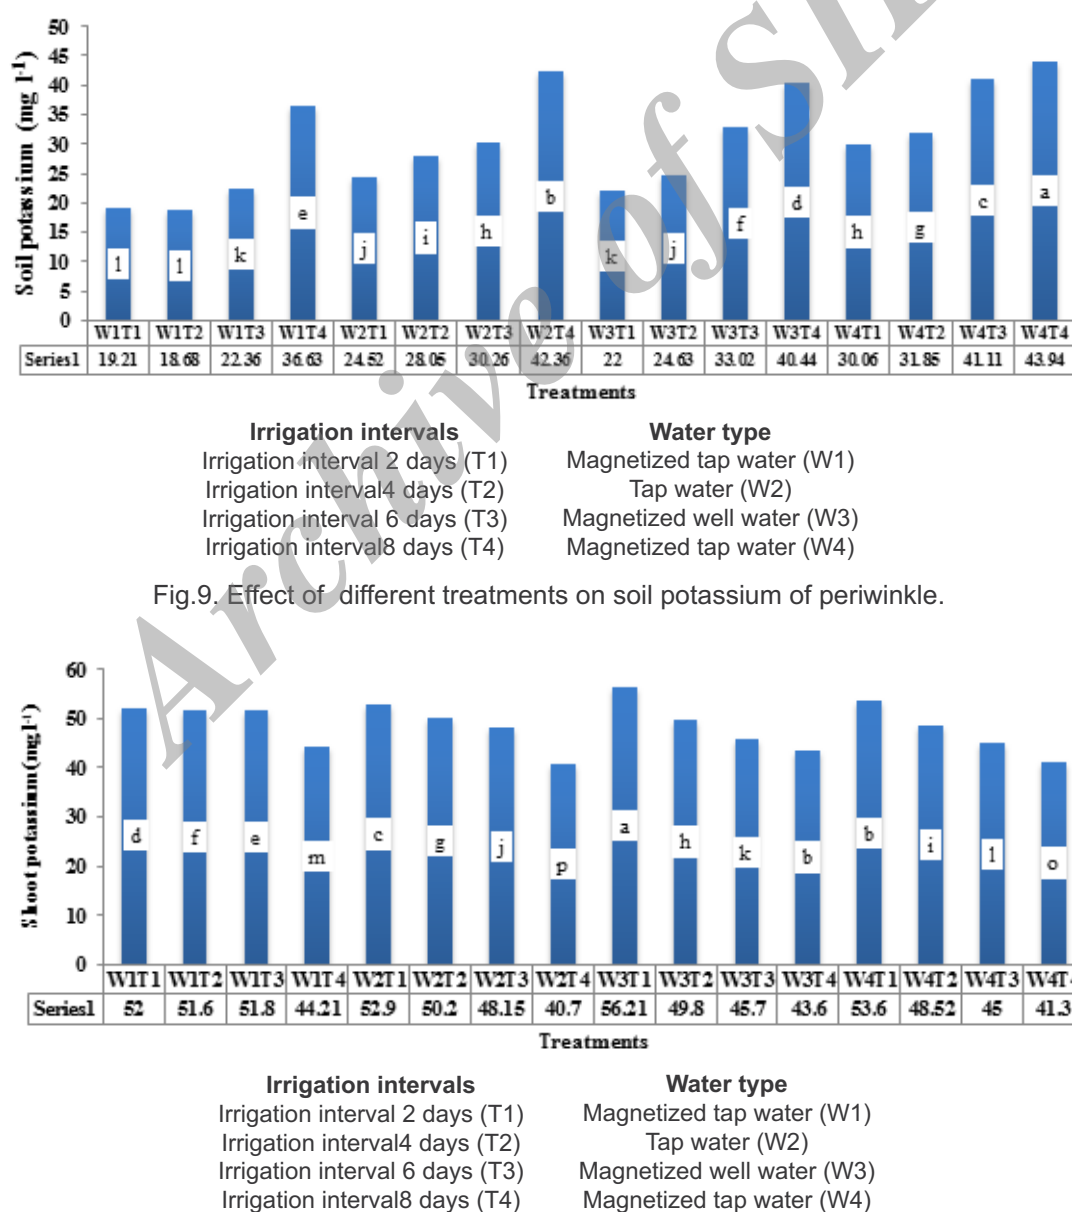 50
45
40
35
30
25
20
15
10
5
0
Soil potassium (mg l-1)
l l k e j i h b k j f d h g c a
W1T1 W1T2 W1T3 W1T4 W2T1 W2T2 W2T3 W2T4 W3T1 W3T2 W3T3 W3T4 W4T1 W4T2 W4T3 W4T4
Series1 19.21 18.68 22.36 36.63 24.52 28.05 30.26 42.36 22 24.63 33.02 40.44 30.06 31.85 41.11 43.94
Treatments
Irrigation intervals Water type
Irrigation interval 2 days (T1) Magnetized tap water (W1)
Irrigation interval4 days (T2) Tap water (W2)
Irrigation interval 6 days (T3) Magnetized well water (W3)
Irrigation interval8 days (T4) Magnetized tap water (W4)
Fig.9. Effect of different treatments on soil potassium of periwinkle.
60
50
40
30
20
10
0
Shoot potassium(mg l-1)
d f e m c g j p a h k b b i l o
W1T1 W1T2 W1T3 W1T4 W2T1 W2T2 W2T3 W2T4 W3T1 W3T2 W3T3 W3T4 W4T1 W4T2 W4T3 W4T4
Series1 52 51.6 51.8 44.21 52.9 50.2 48.15 40.7 56.21 49.8 45.7 43.6 53.6 48.52 45 41.3
Treatments
Irrigation intervals Water type
Irrigation interval 2 days (T1) Magnetized tap water (W1)
Irrigation interval4 days (T2) Tap water (W2)
Irrigation interval 6 days (T3) Magnetized well water (W3)
Irrigation interval8 days (T4) Magnetized tap water (W4)
Archive of